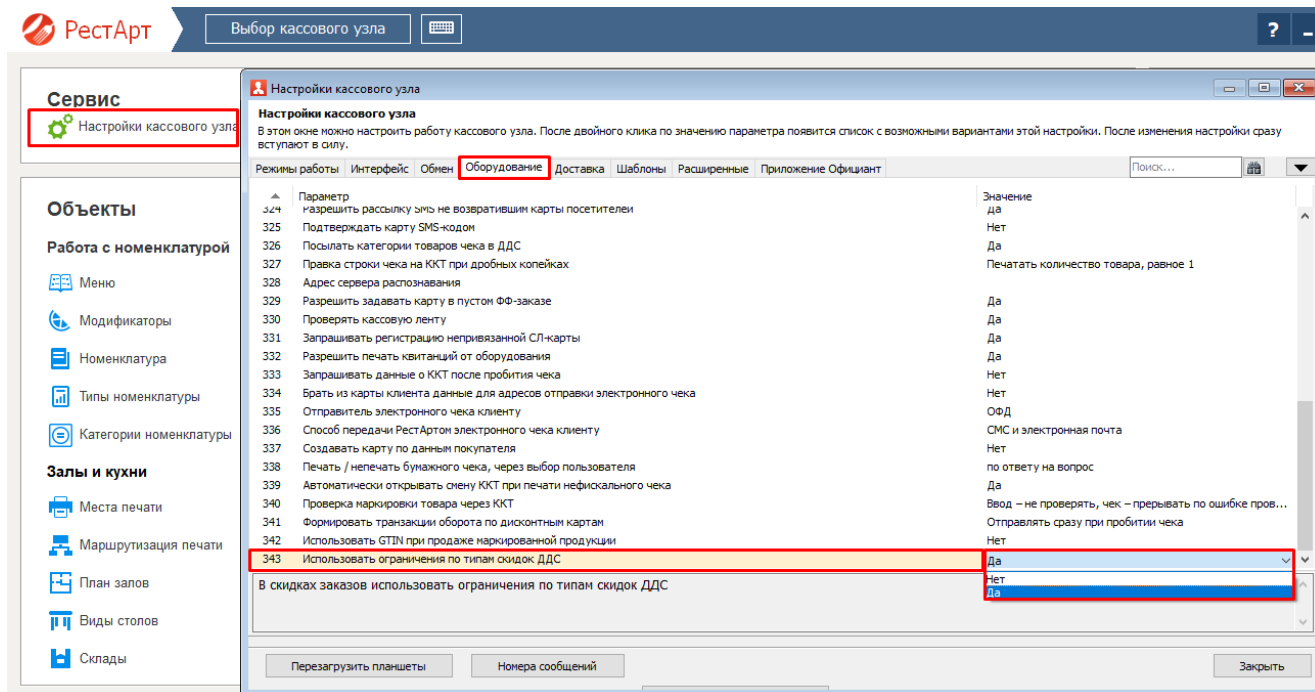 РестАрт
Выбор кассового узла
?
Сервис
Настройки кассового узла
Объекты
Работа с номенклатурой
Меню
Модификаторы
Номенклатура
Типы номенклатуры
Категории номенклатуры
Залы и кухни
Места печати
Маршрутизация печати
План залов
Виды столов
Склады
Настройки кассового узла
Настройки кассового узла
В этом окне можно настроить работу кассового узла. После двойного клика по значению параметра появится список с возможными вариантами этой настройки. После изменения настройки сразу
вступают в силу.
Режимы работы Интерфейс Обмен Оборудование Доставка Шаблоны Расширенные Приложение Официант Поиск...
Параметр Значение
324 Разрешить рассылку SMS не возвратившим карты посетителей Да
325 Подтверждать карту SMS-кодом Нет
326 Посылать категории товаров чека в ДДС Да
327 Правка строки чека на ККТ при дробных копейках Печатать количество товара, равное 1
328 Адрес сервера распознавания
329 Разрешить задавать карту в пустом ФФ-заказе Да
330 Проверять кассовую ленту Да
331 Запрашивать регистрацию непривязанной СЛ-карты Да
332 Разрешить печать квитанций от оборудования Да
333 Запрашивать данные о ККТ после пробития чека Нет
334 Брать из карты клиента данные для адресов отправки электронного чека Нет
335 Отправитель электронного чека клиенту ОФД
336 Способ передачи РестАртом электронного чека клиенту СМС и электронная почта
337 Создавать карту по данным покупателя Нет
338 Печать / непечать бумажного чека, через выбор пользователя по ответу на вопрос
339 Автоматически открывать смену ККТ при печати нефискального чека Да
340 Проверка маркировки товара через ККТ Ввод – не проверять, чек – прерывать по ошибке пров...
341 Формировать транзакции оборота по дисконтным картам Отправлять сразу при пробитии чека
342 Использовать GTIN при продаже маркированной продукции Нет
343 Использовать ограничения по типам скидок ДДС Да
Нет
Да
В скидках заказов использовать ограничения по типам скидок ДДС
Перезагрузить планшеты Номера сообщений Закрыть